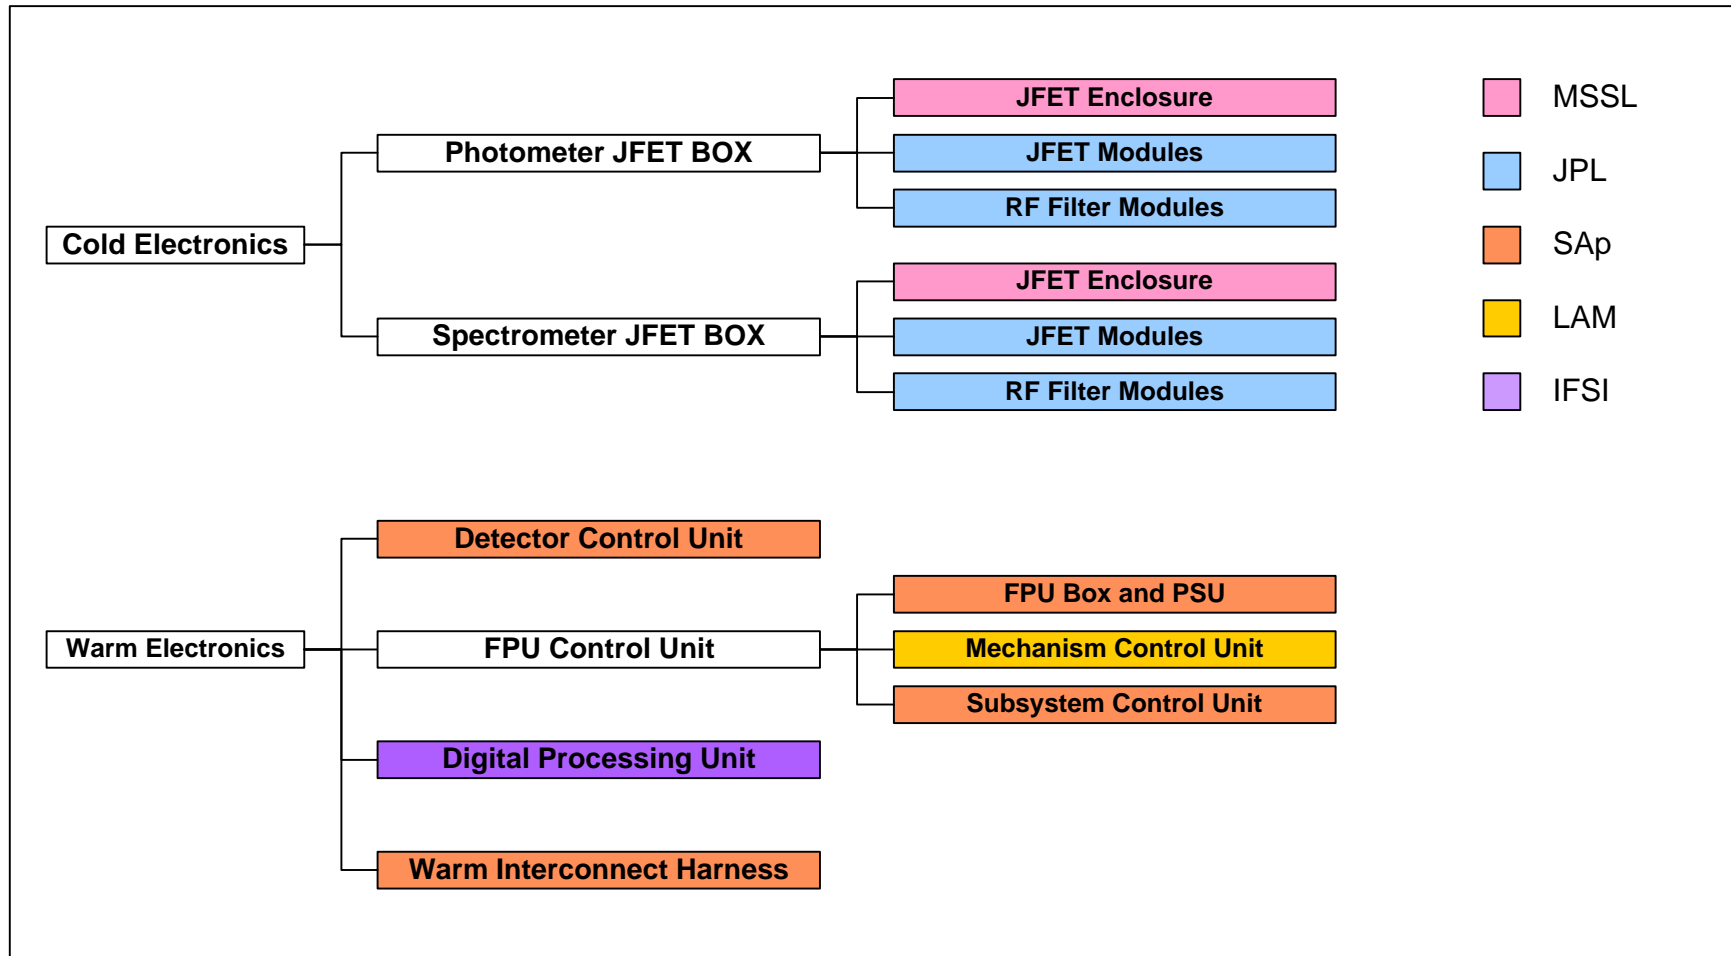 JFET Enclosure
MSSL
Photometer JFET BOX
JFET Modules
JPL
RF Filter Modules
Cold Electronics
SAp
JFET Enclosure
Spectrometer JFET BOX
JFET Modules
LAM
RF Filter Modules
IFSI
Detector Control Unit
FPU Box and PSU
Warm Electronics
FPU Control Unit
Mechanism Control Unit
Subsystem Control Unit
Digital Processing Unit
Warm Interconnect Harness